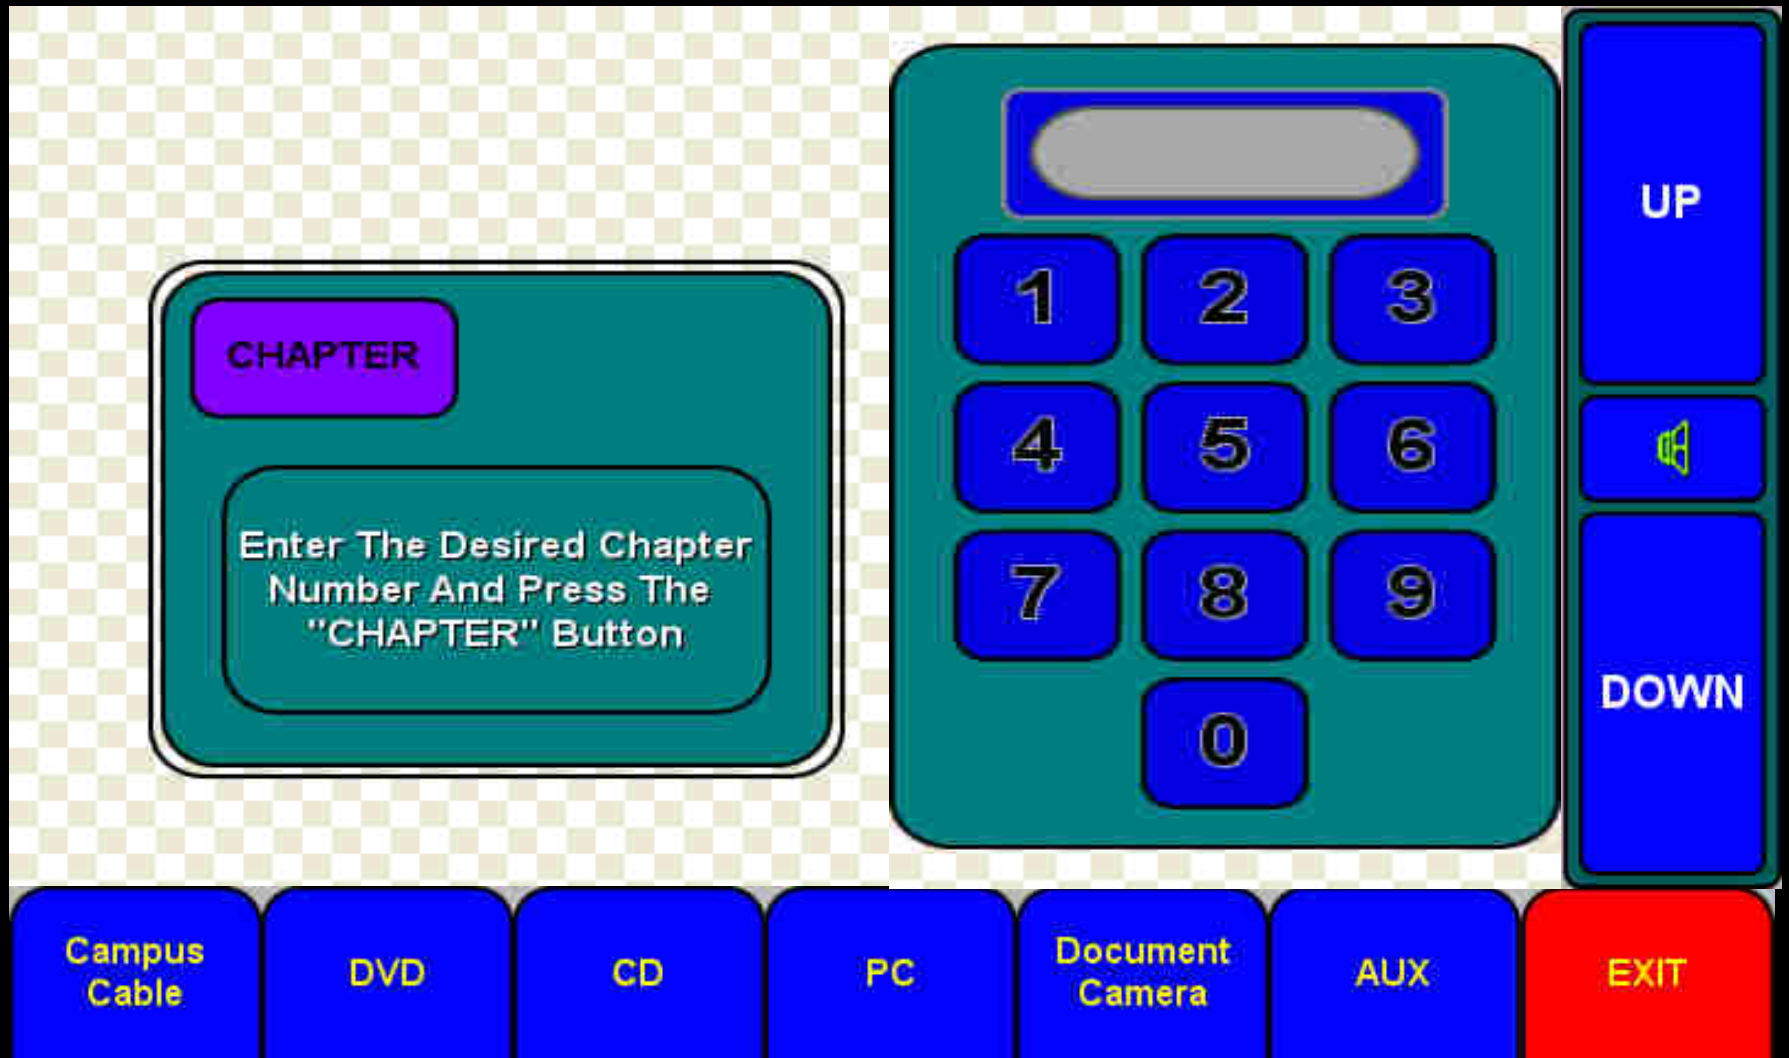 CHAPTER
Enter The Desired Chapter
Number And Press The
"CHAPTER" Button
1 2 3
4 5 6
7 8 9
0
UP
DOWN
Campus
Cable
DVD
CD
PC
Document
Camera
AUX
EXIT